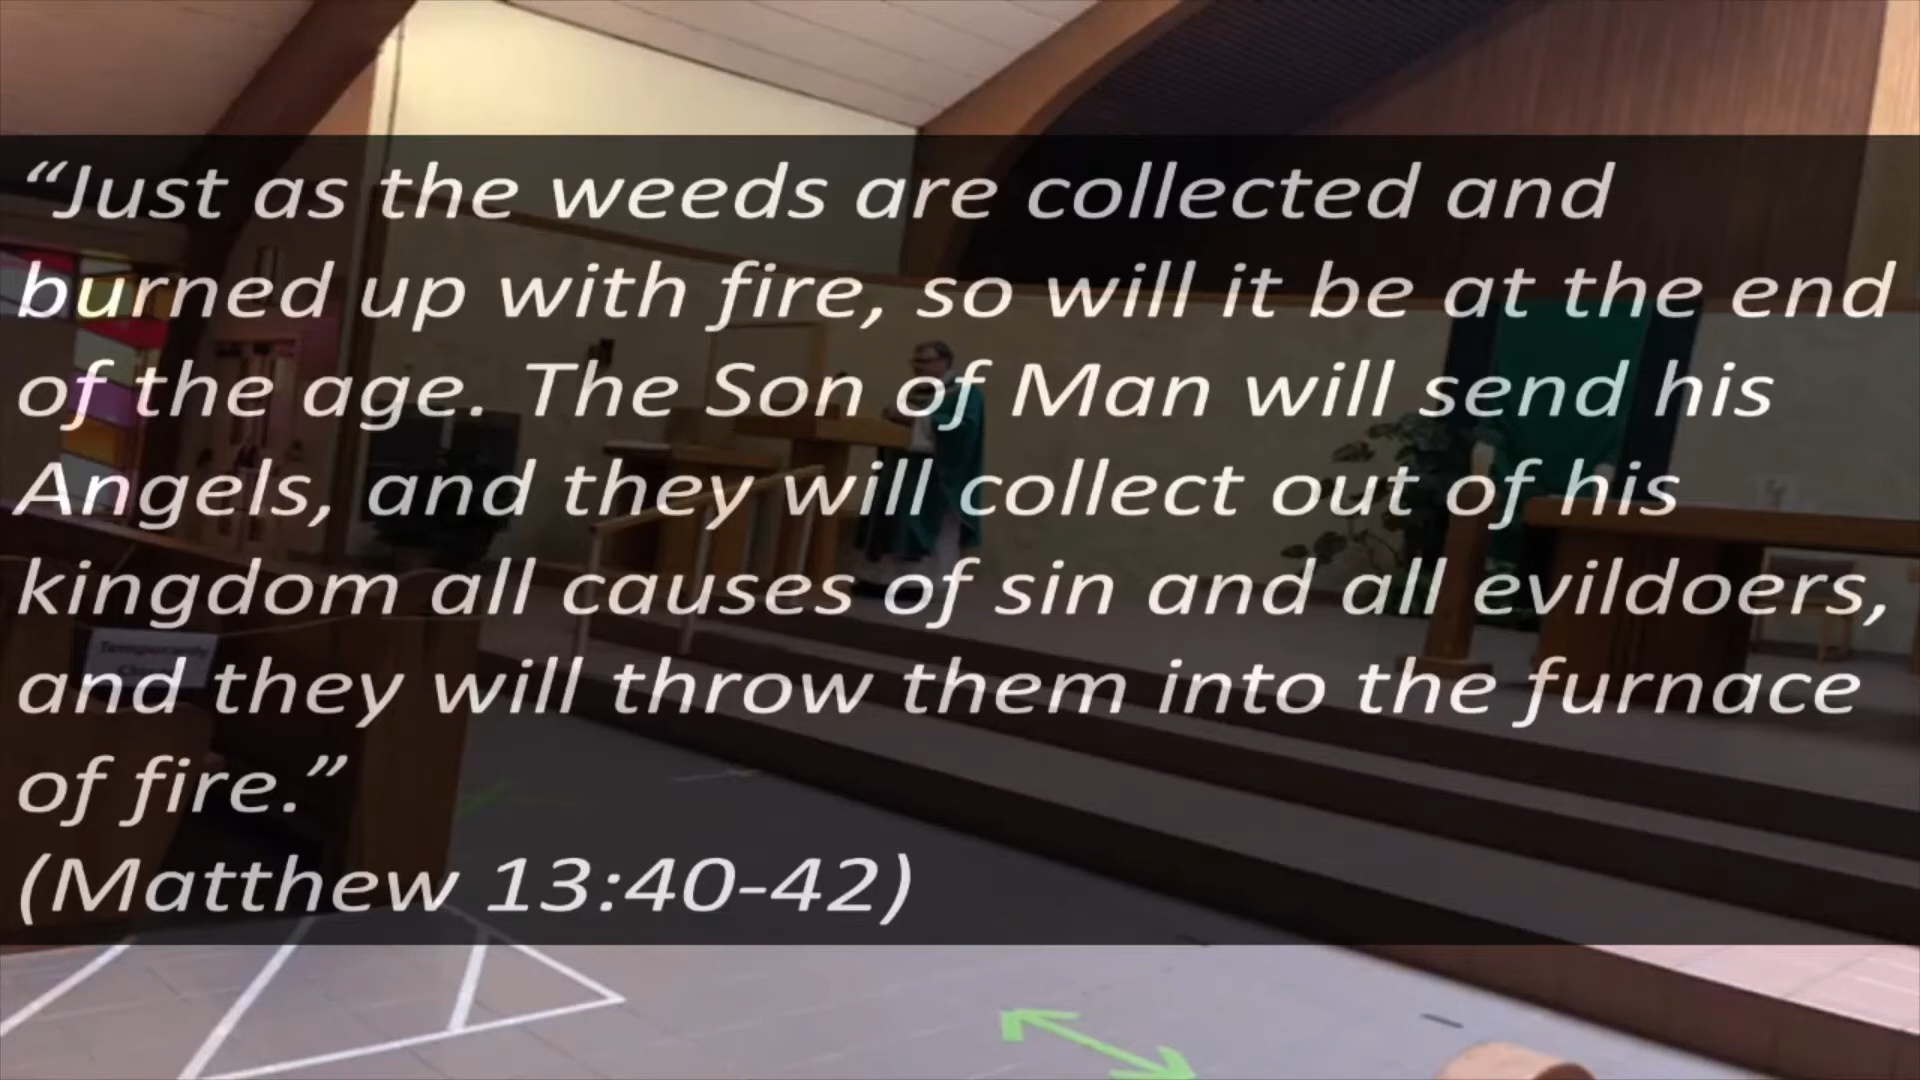 “Just as the weeds are collected and
burned up with fire, so will it be at the end
of the age. The Son of Man will send his
Angels, and they will collect out of his
kingdom all causes of sin and all evildoers,
and they will throw them into the furnace
of fire.”
(Matthew 13:40-42)
Temporarily